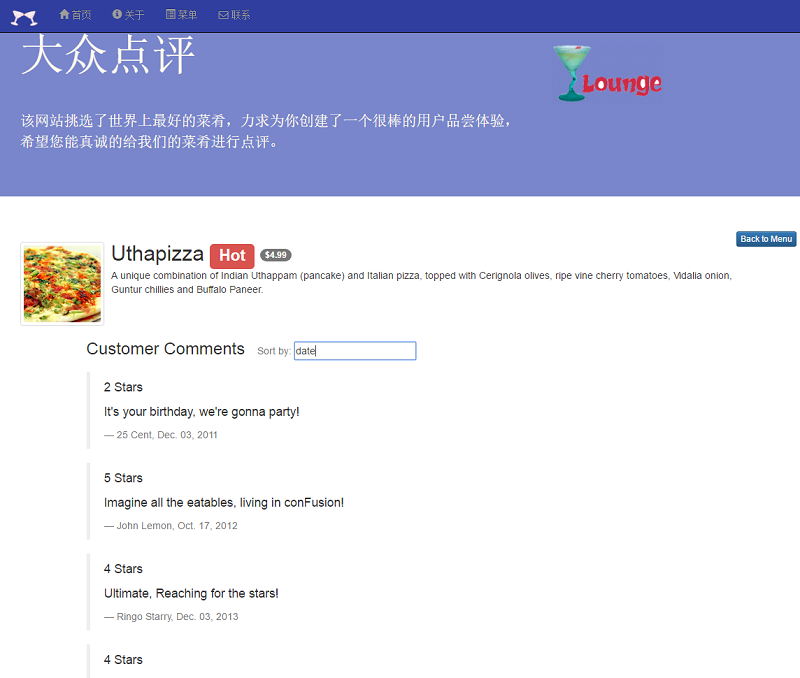 首页 关于 菜单 联系
大众点评
Lounge
该网站挑选了世界上最好的菜肴，力求为你创建了一个很棒的用户品尝体验，
希望您能真诚的给我们的菜肴进行点评。
Back to Menu
Uthapizza Hot $4.99
A unique combination of Indian Uthappam (pancake) and Italian pizza, topped with Cerignola olives, ripe vine cherry tomatoes, Vidalia onion,
Guntur chillies and Buffalo Paneer.
Customer Comments Sort by: date
2 Stars
It's your birthday, we're gonna party!
— 25 Cent, Dec. 03, 2011
5 Stars
Imagine all the eatables, living in conFusion!
— John Lemon, Oct. 17, 2012
4 Stars
Ultimate, Reaching for the stars!
— Ringo Starry, Dec. 03, 2013
4 Stars